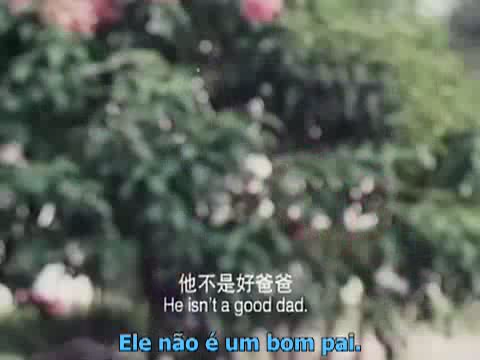 他不是好爸爸
He isn't a good dad.
Ele não é um bom pai.